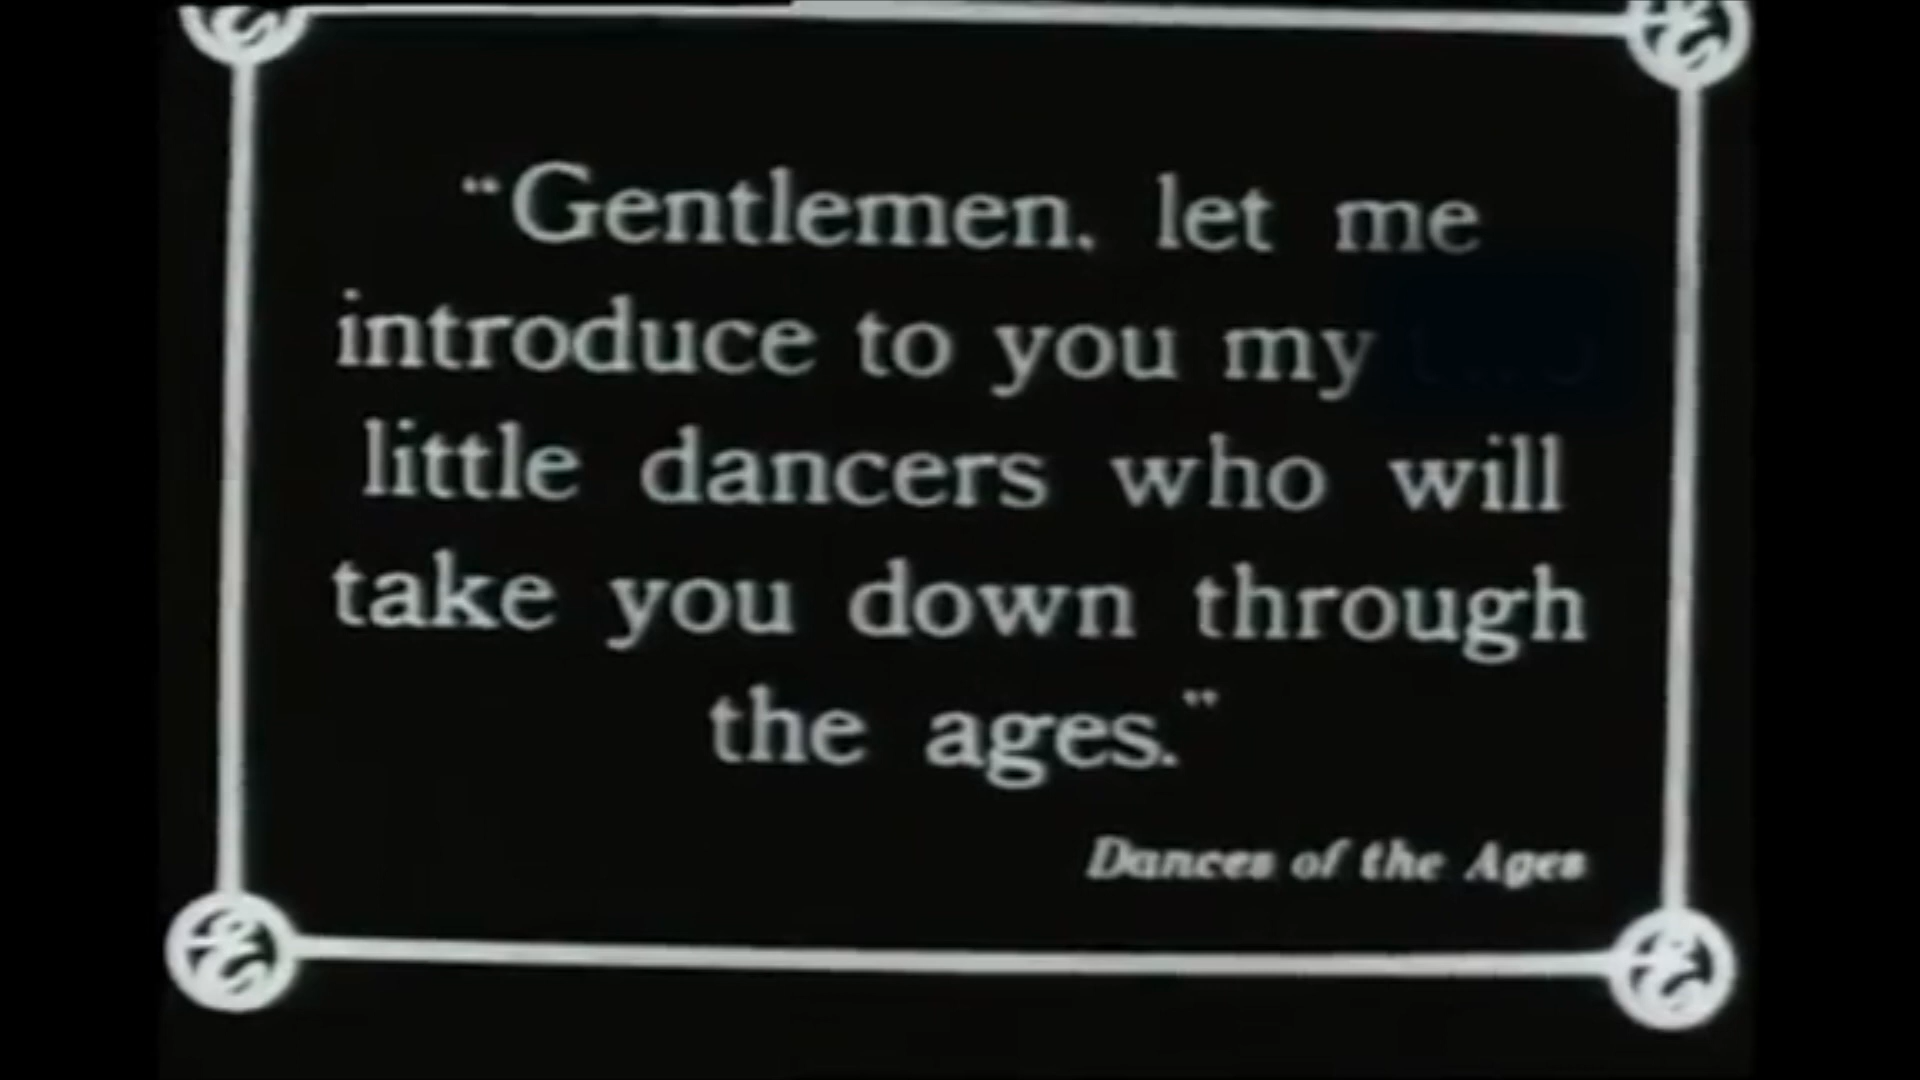 “Gentlemen. let me
introduce to you my
little dancers who will
take you down through
the ages.”
Dances of the Ages